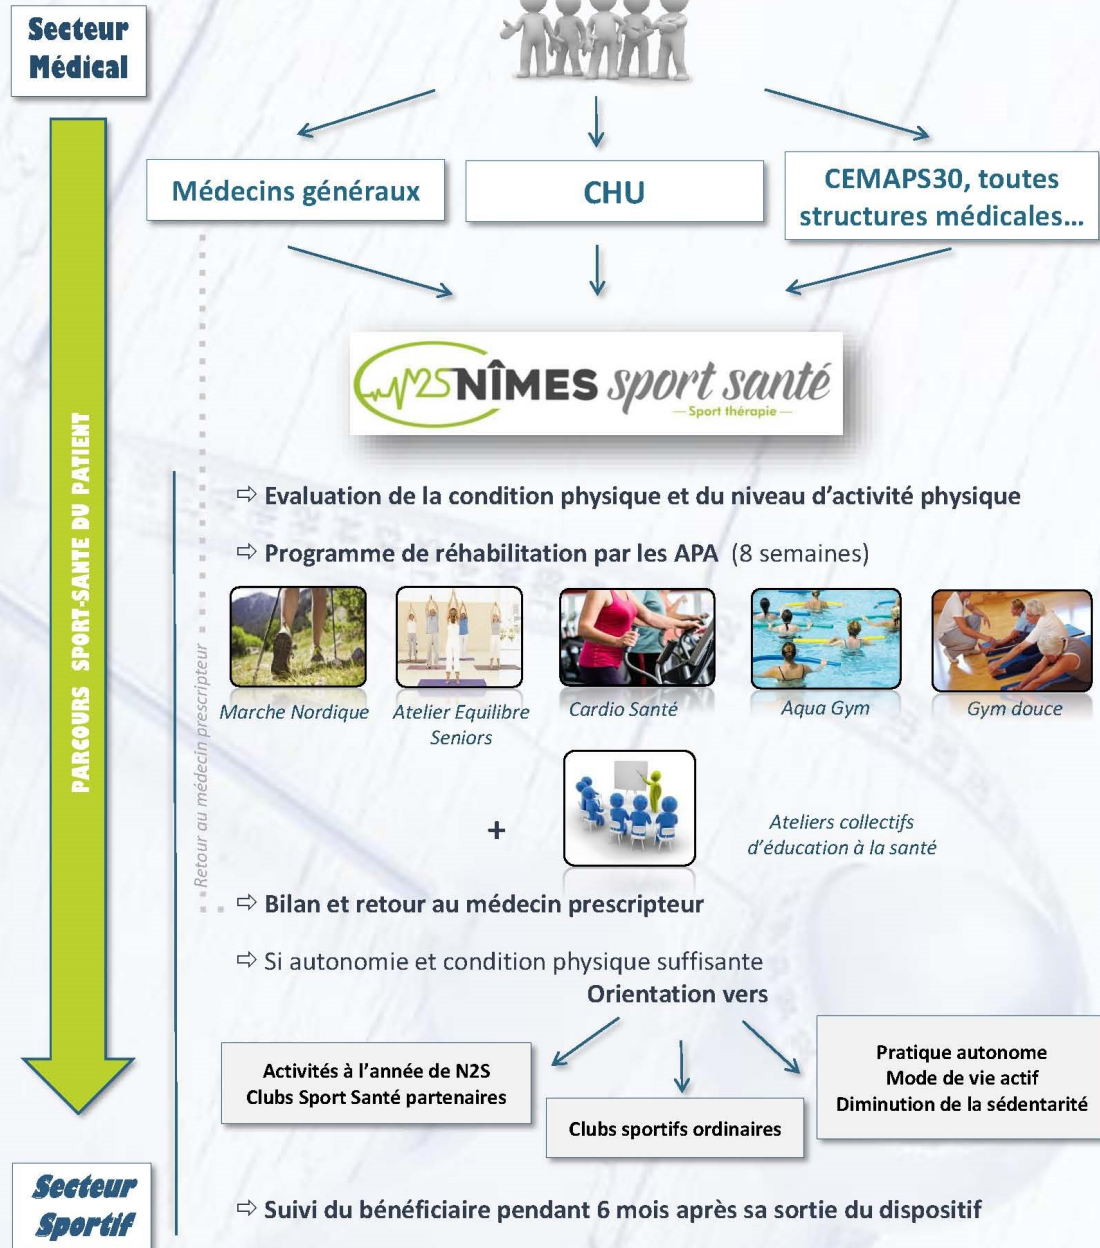 Secteur
Médical
Médecins généraux
CHU
CEMAPS30, toutes
structures médicales...
N2S NÎMES sport santé
— Sport thérapie —
PARCOURS SPORT-SANTE DU PATIENT
Retour au médecin prescripteur
⇨ Evaluation de la condition physique et du niveau d'activité physique
⇨ Programme de réhabilitation par les APA (8 semaines)
Marche Nordique
Atelier Equilibre
Seniors
Cardio Santé
Aqua Gym
Gym douce
+
Ateliers collectifs
d'éducation à la santé
⇨ Bilan et retour au médecin prescripteur
⇨ Si autonomie et condition physique suffisante
Orientation vers
Activités à l'année de N2S
Clubs Sport Santé partenaires
Clubs sportifs ordinaires
Pratique autonome
Mode de vie actif
Diminution de la sédentarité
Secteur
Sportif
⇨ Suivi du bénéficiaire pendant 6 mois après sa sortie du dispositif